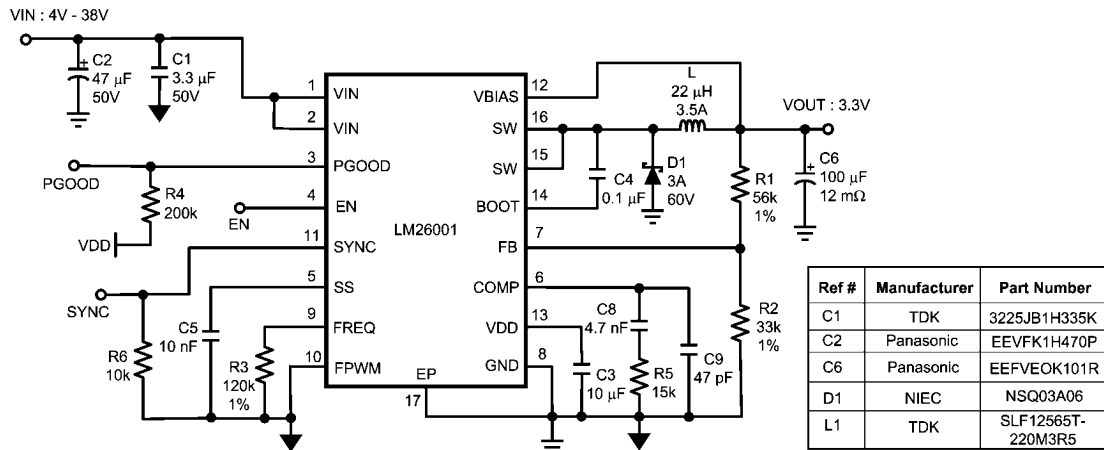 VIN : 4V - 38V
C2
47 μF
50V
C1
3.3 μF
50V
1
VIN
2
VIN
3
PGOOD
PGOOD
R4
200k
VDD
4
EN
EN
11
SYNC
SYNC
5
SS
C5
10 nF
9
FREQ
R6
10k
R3
120k
1%
10
FPWM
LM26001
EP
17
12
VBIAS
16
SW
15
SW
14
BOOT
7
FB
6
COMP
13
VDD
8
GND
L
22 μH
3.5A
VOUT : 3.3V
C4
0.1 μF
D1
3A
60V
R1
56k
1%
C6
100 μF
12 mΩ
C8
4.7 nF
R2
33k
1%
C3
10 μF
R5
15k
C9
47 pF
Ref # Manufacturer Part Number
C1 TDK 3225JB1H335K
C2 Panasonic EEVFK1H470P
C6 Panasonic EEFVEOK101R
D1 NIEC NSQ03A06
L1 TDK SLF12565T-
220M3R5